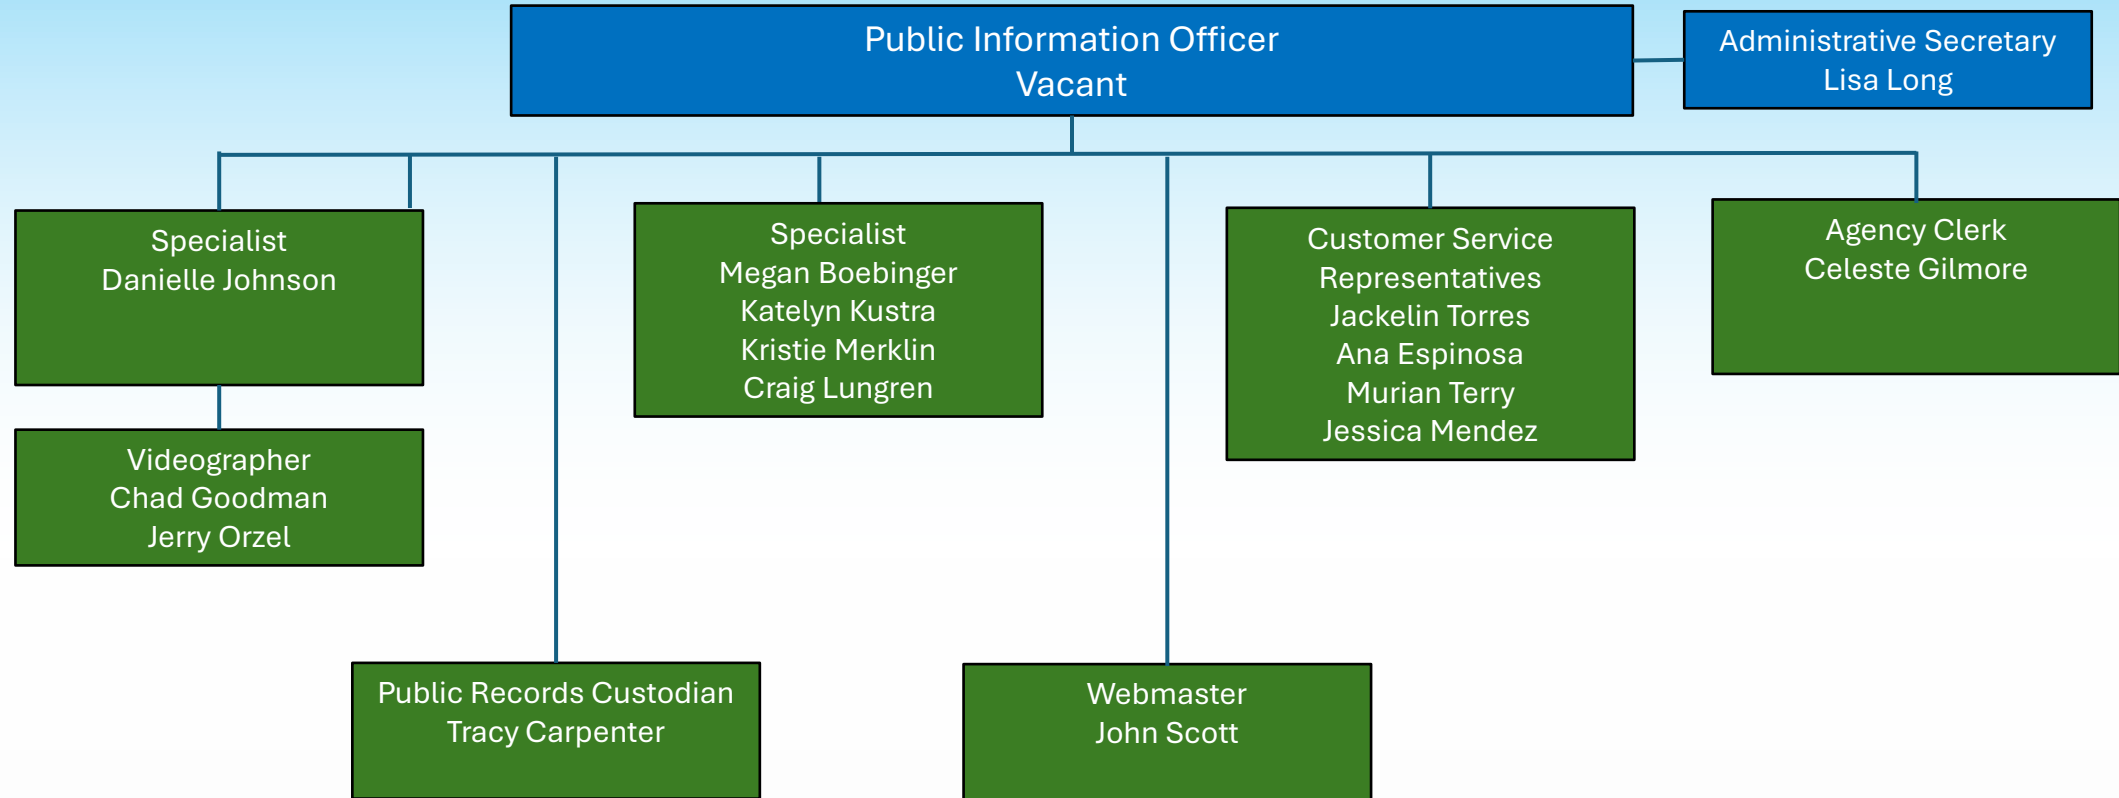 Public Information Officer
Vacant
Administrative Secretary
Lisa Long
Specialist
Danielle Johnson
Specialist
Megan Boebinger
Katelyn Kustra
Kristie Merklin
Craig Lungren
Customer Service
Representatives
Jackelin Torres
Ana Espinosa
Murian Terry
Jessica Mendez
Agency Clerk
Celeste Gilmore
Videographer
Chad Goodman
Jerry Orzel
Public Records Custodian
Tracy Carpenter
Webmaster
John Scott